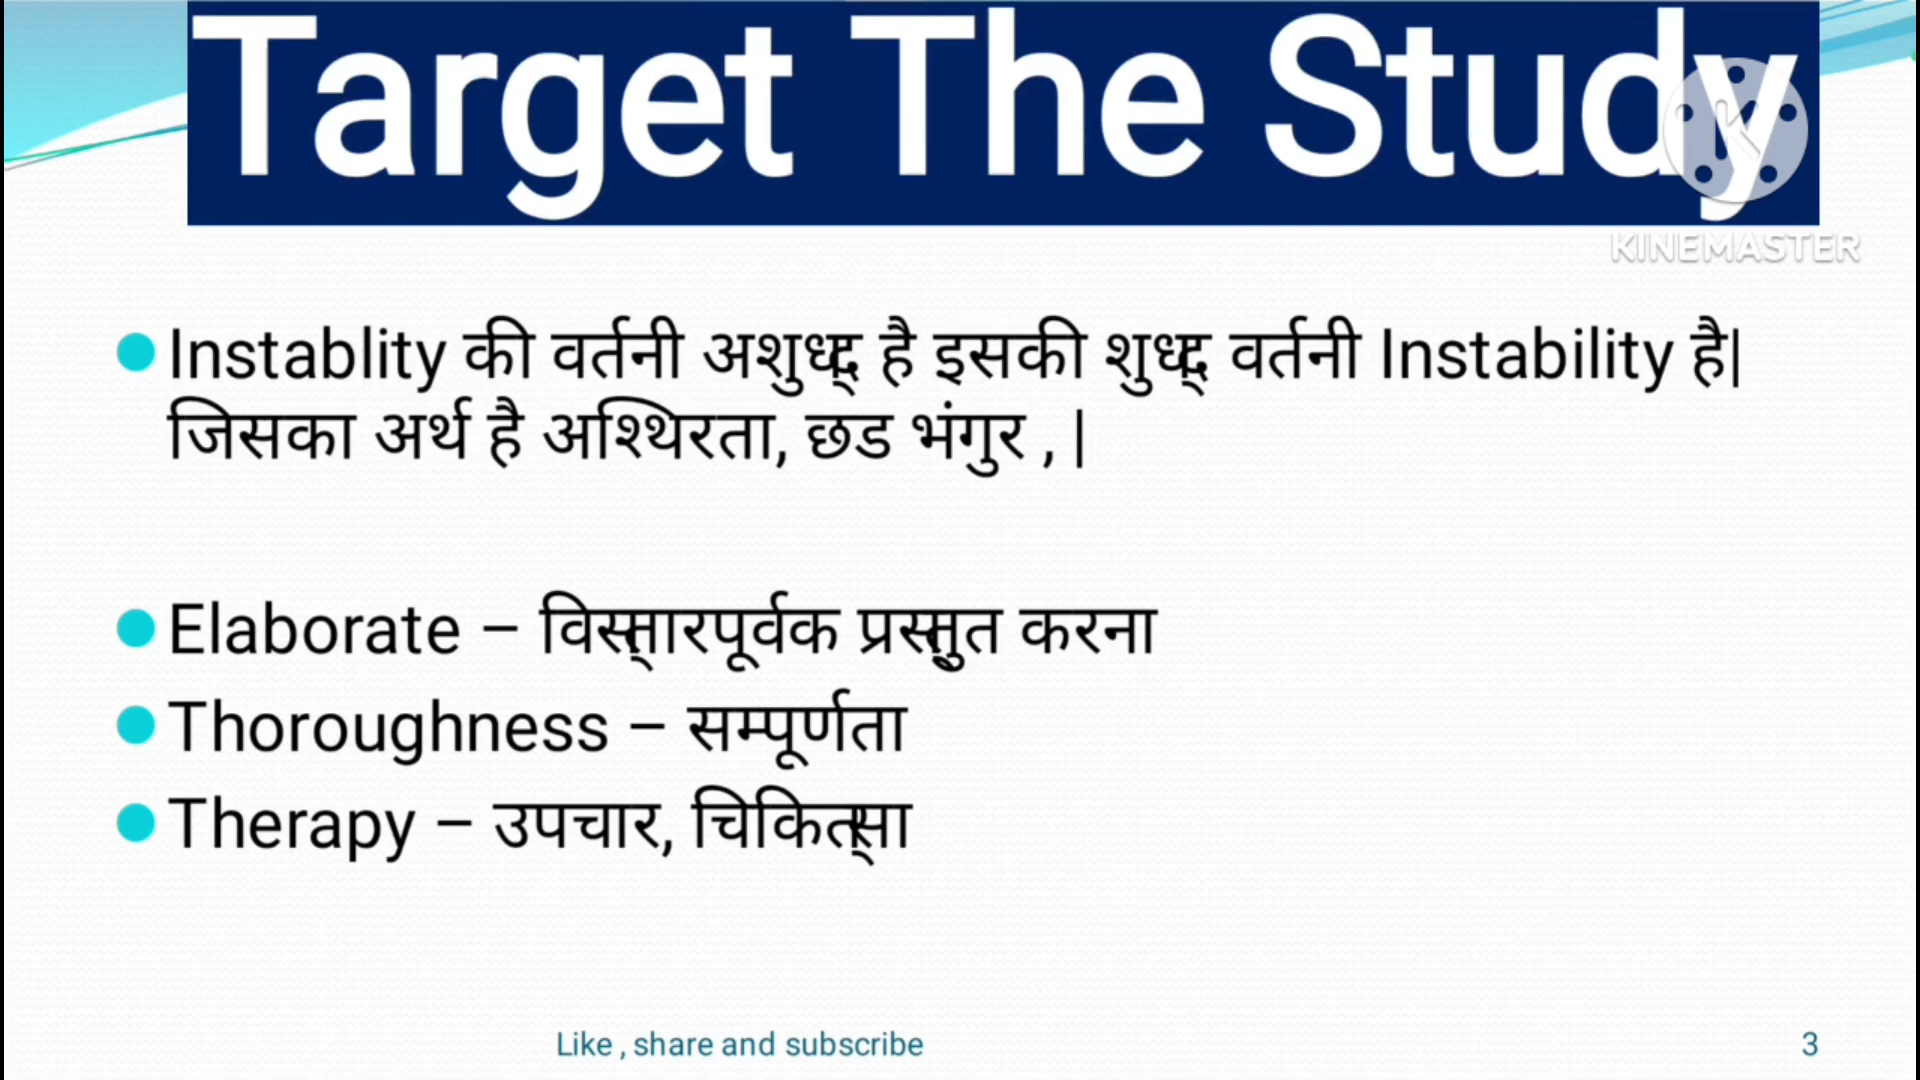 Target The Study
KINEMASTER
Instablity की वर्तनी अशुध्द् है इसकी शुध्द् वर्तनी Instability है|
जिसका अर्थ है अश्थिरता, छड भंगुर , |
Elaborate – विस्तारपूर्वक प्रस्तुत करना
Thoroughness – सम्पूर्णता
Therapy – उपचार, चिकित्सा
Like , share and subscribe
3